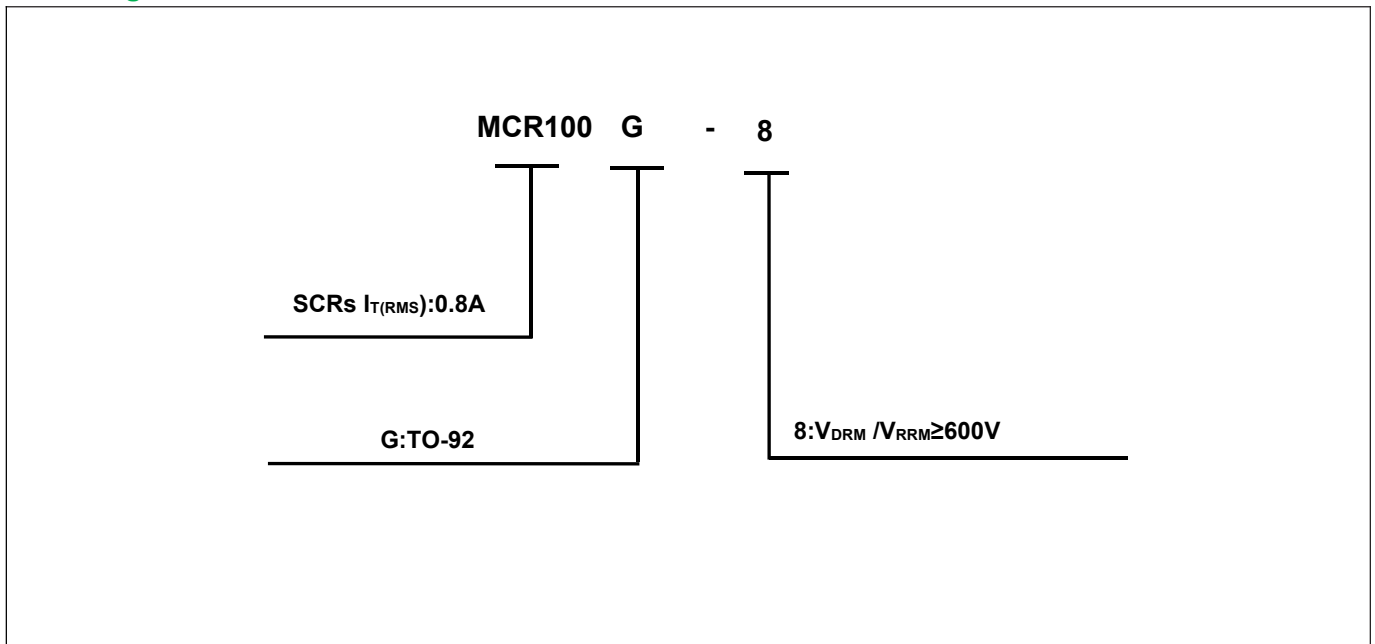 MCR100 G - 8
SCRs IT(RMS):0.8A
G:TO-92
8:VDRM /VRRM≥600V